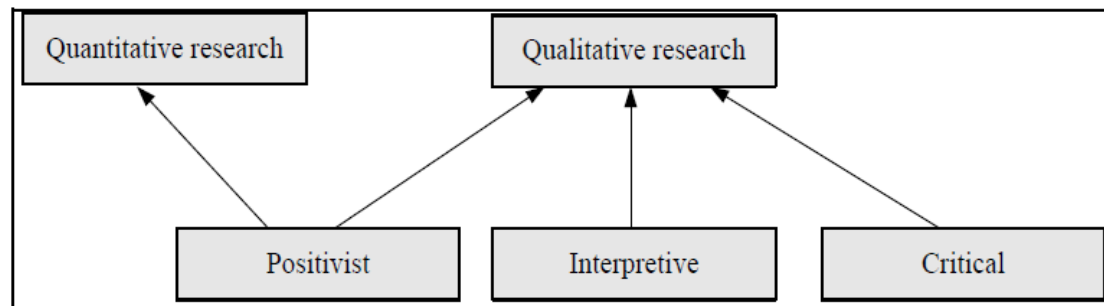 Quantitative research
Qualitative research
Positivist
Interpretive
Critical